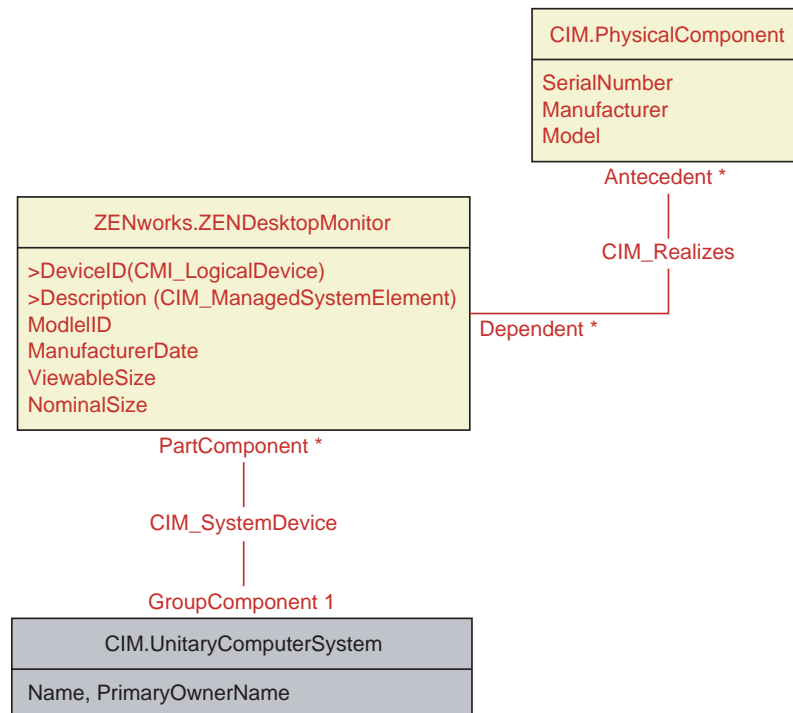 CIM.PhysicalComponent
SerialNumber
Manufacturer
Model
Antecedent *
CIM_Realizes
Dependent *
ZENworks.ZENDesktopMonitor
>DeviceID(CMI_LogicalDevice)
>Description (CIM_ManagedSystemElement)
ModlelID
ManufacturerDate
ViewableSize
NominalSize
PartComponent *
CIM_SystemDevice
GroupComponent 1
CIM.UnitaryComputerSystem
Name, PrimaryOwnerName